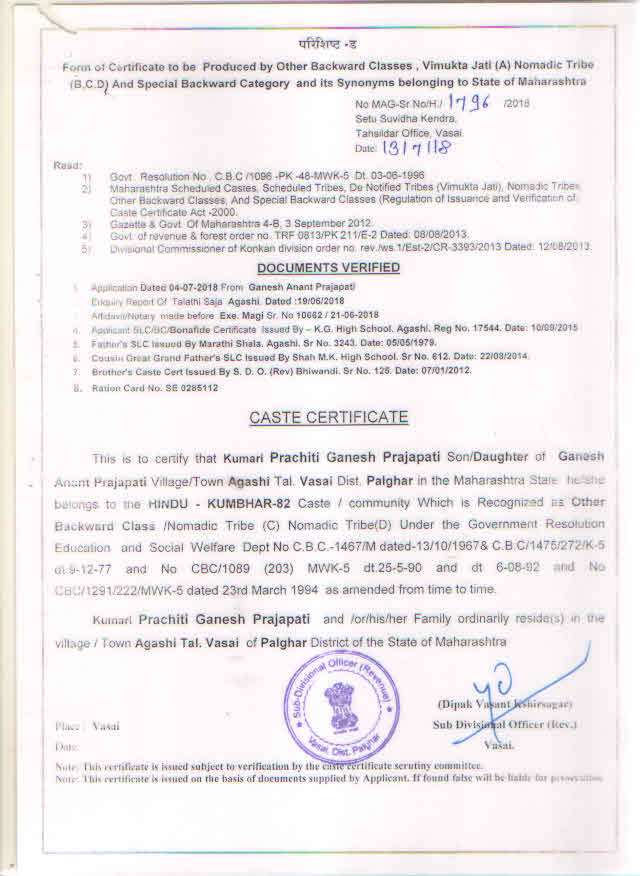 परिशिष्ट -ड
Form of Certificate to be Produced by Other Backward Classes , Vimukta Jati (A) Nomadic Tribe
(B,C,D) And Special Backward Category and its Synonyms belonging to State of Maharashtra
No MAG-Sr No/H./ 1796 /2018
Setu Suvidha Kendra,
Tahsildar Office, Vasai.
Date: 13/7/18
Read:
1) Govt. Resolution No . C.B.C /1096 -PK -48-MWK-5 Dt. 03-06-1996
2) Maharashtra Scheduled Castes, Scheduled Tribes, De Notified Tribes (Vimukta Jati), Nomadic Tribes,
Other Backward Classes, And Special Backward Classes (Regulation of Issuance and Verification of)
Caste Certificate Act -2000.
3) Gazette & Govt. Of Maharashtra 4-B, 3 September 2012.
4) Govt. of revenue & forest order no. TRF 0813/PK 211/E-2 Dated: 08/08/2013.
5) Divisional Commissioner of Konkan division order no. rev./ws.1/Est-2/CR-3393/2013 Dated: 12/08/2013.
DOCUMENTS VERIFIED
1. Application Dated 04-07-2018 From Ganesh Anant Prajapati
Enquiry Report Of Talathi Saja Agashi. Dated :19/06/2018
Affidavit/Notary made before Exe. Magi Sr. No 10662 / 21-06-2018
4. Applicant SLC/BC/Bonafide Certificate Issued By – K.G. High School. Agashi. Reg No. 17544. Date: 10/09/2015
5. Father's SLC Issued By Marathi Shala. Agashi. Sr No. 3243. Date: 05/05/1979.
6. Cousin Great Grand Father's SLC Issued By Shah M.K. High School. Sr No. 612. Date: 22/08/2014.
7. Brother's Caste Cert Issued By S. D. O. (Rev) Bhiwandi. Sr No. 126. Date: 07/01/2012.
8. Ration Card No. SE 0285112
CASTE CERTIFICATE
This is to certify that Kumari Prachiti Ganesh Prajapati Son/Daughter of Ganesh
Anant Prajapati Village/Town Agashi Tal. Vasai Dist. Palghar in the Maharashtra State he/she
belongs to the HINDU - KUMBHAR-82 Caste / community Which is Recognized as Other
Backward Class /Nomadic Tribe (C) Nomadic Tribe(D) Under the Government Resolution
Education and Social Welfare Dept No C.B.C.-1467/M dated-13/10/1967& C.B.C/1475/272/K-5
dt.9-12-77 and No CBC/1089 (203) MWK-5 dt.25-5-90 and dt 6-08-92 and No
CBC/1291/222/MWK-5 dated 23rd March 1994 as amended from time to time.
Kumari Prachiti Ganesh Prajapati and /or/his/her Family ordinarily reside(s) in the
village / Town Agashi Tal. Vasai of Palghar District of the State of Maharashtra
Sub-Divisional Officer (Revenue)
Vasai, Dist. Palghar
(Dipak Vasant Kshirsagar)
Place : Vasai
Sub Divisional Officer (Rev.)
Date:
Vasai.
Note: This certificate is issued subject to verification by the caste certificate scrutiny committee.
Note: This certificate is issued on the basis of documents supplied by Applicant. If found false will be liable for prosecution.